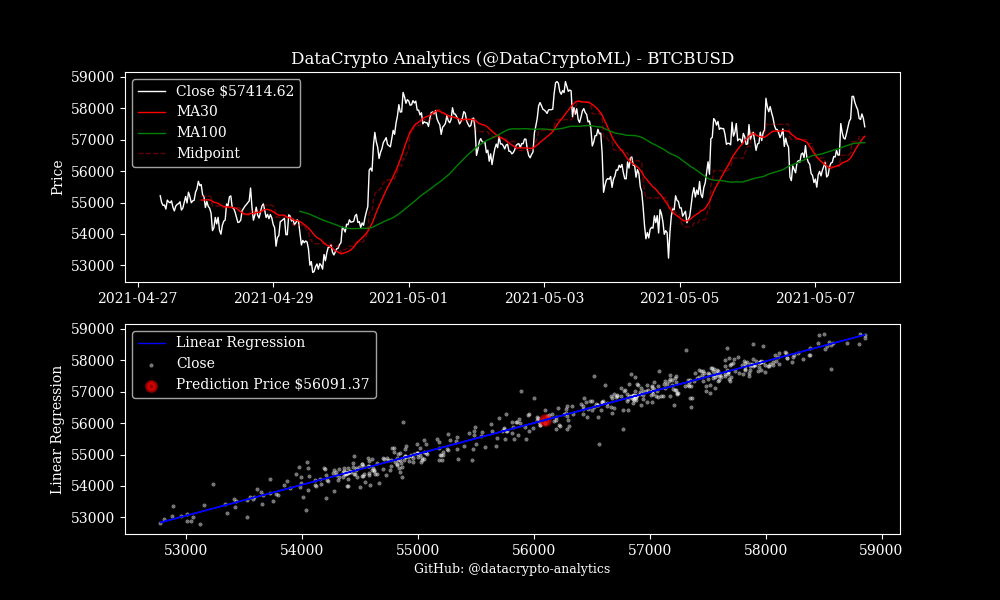 DataCrypto Analytics (@DataCryptoML) - BTCBUSD
59000
58000
57000
56000
55000
54000
53000
Price
Close $57414.62
MA30
MA100
Midpoint
2021-04-27
2021-04-29
2021-05-01
2021-05-03
2021-05-05
2021-05-07
59000
58000
57000
56000
55000
54000
53000
Linear Regression
Linear Regression
Close
Prediction Price $56091.37
53000
54000
55000
56000
57000
58000
59000
GitHub: @datacrypto-analytics